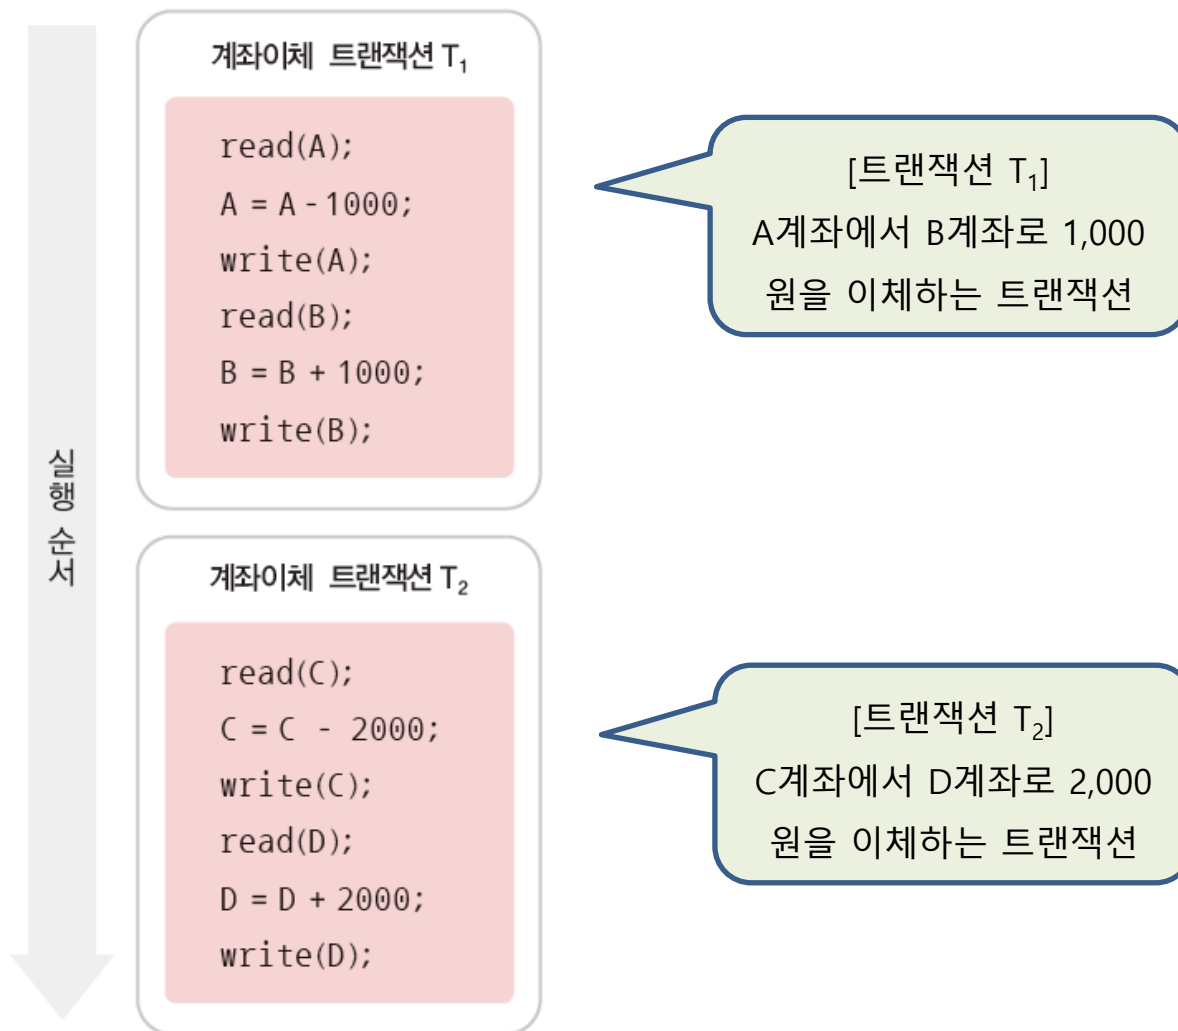 계좌이체 트랜잭션 T₁
read(A);
A = A - 1000;
write(A);
read(B);
B = B + 1000;
write(B);
[트랜잭션 T₁]
A계좌에서 B계좌로 1,000
원을 이체하는 트랜잭션
실행 순서
계좌이체 트랜잭션 T₂
read(C);
C = C - 2000;
write(C);
read(D);
D = D + 2000;
write(D);
[트랜잭션 T₂]
C계좌에서 D계좌로 2,000
원을 이체하는 트랜잭션